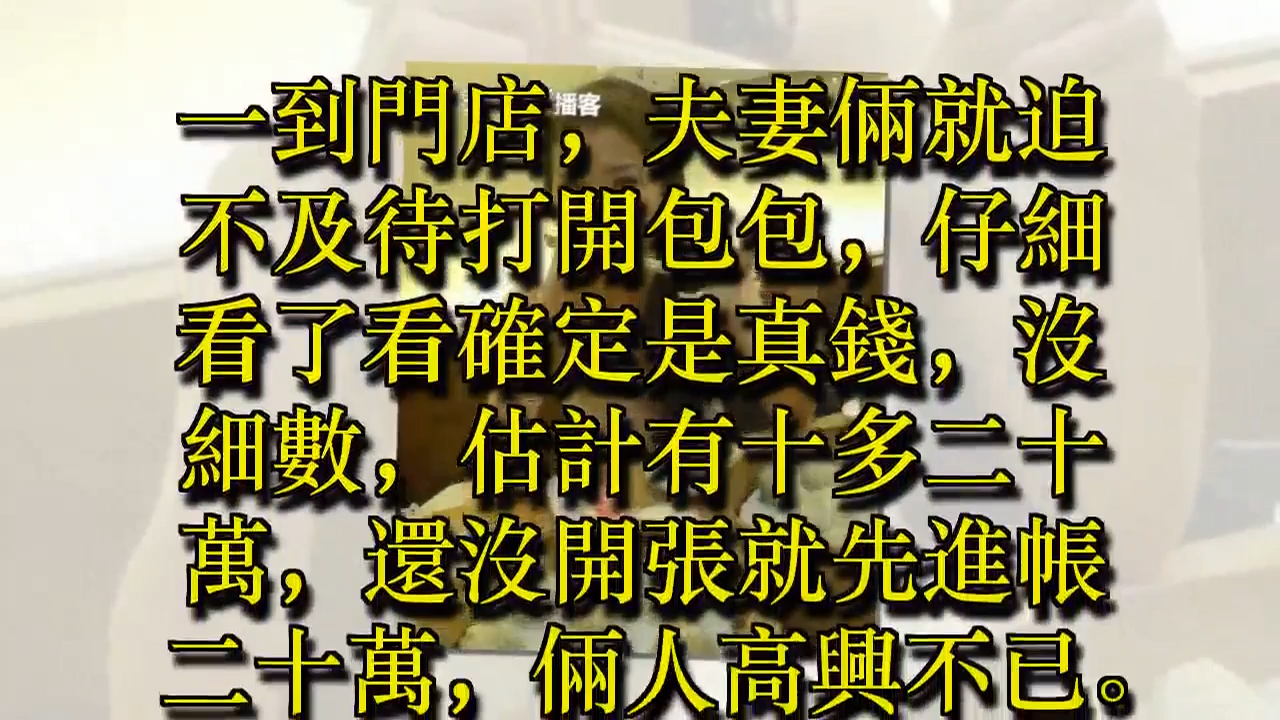 一到門店，夫妻倆就迫
不及待打開包包，仔細
看了看確定是真錢，沒
細數，估計有十多二十
萬，還沒開張就先進帳
二十萬，倆人高興不已。
播客